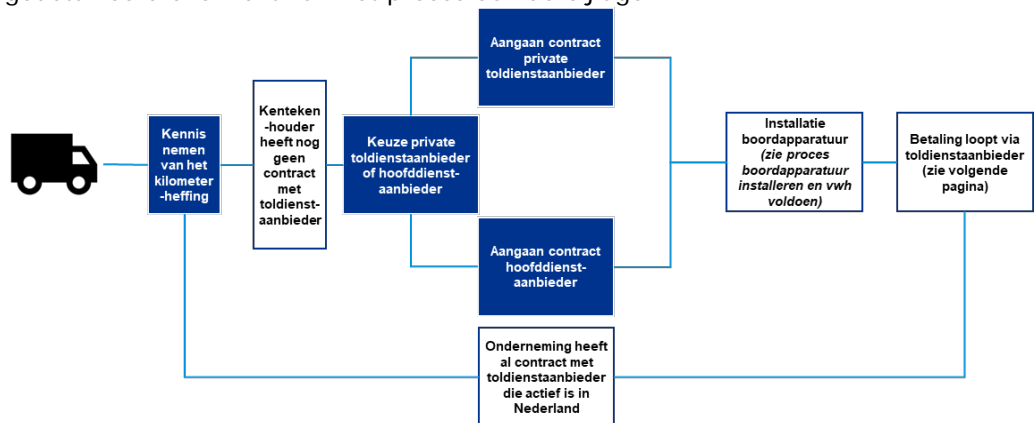 Aangaan contract
private
toldienstaanbieder
Kennis
nemen
van het
kilometer
-heffing
Kenteken
-houder
heeft nog
geen
contract
met
toldienst-
aanbieder
Keuze private
toldienstaanbieder
of hoofddienst-
aanbieder
Installatie
boordapparatuur
(zie proces
boordapparatuur
installeren en vwh
voldoen)
Betaling loopt via
toldienstaanbieder
(zie volgende
pagina)
Aangaan contract
hoofddienst-
aanbieder
Onderneming heeft
al contract met
toldienstaanbieder
die actief is in
Nederland